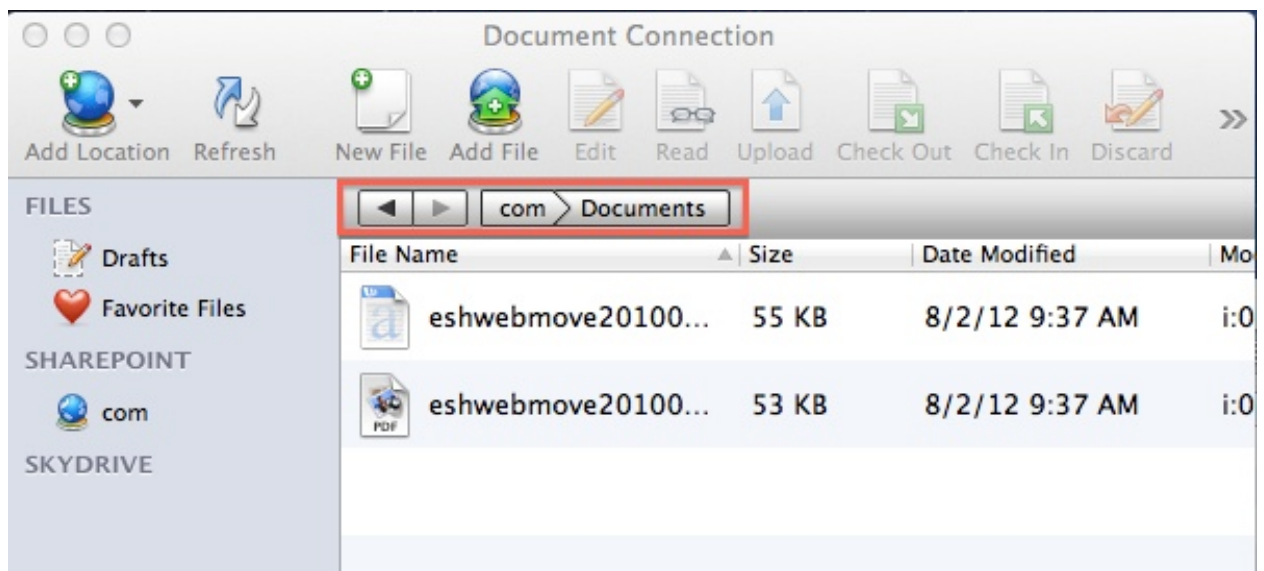 Document Connection
Add Location Refresh New File Add File Edit Read Upload Check Out Check In Discard
FILES
com Documents
File Name Size Date Modified Mo
Drafts
eshwebmove20100... 55 KB 8/2/12 9:37 AM i:0
Favorite Files
SHAREPOINT
com
PDF
eshwebmove20100... 53 KB 8/2/12 9:37 AM i:0
SKYDRIVE